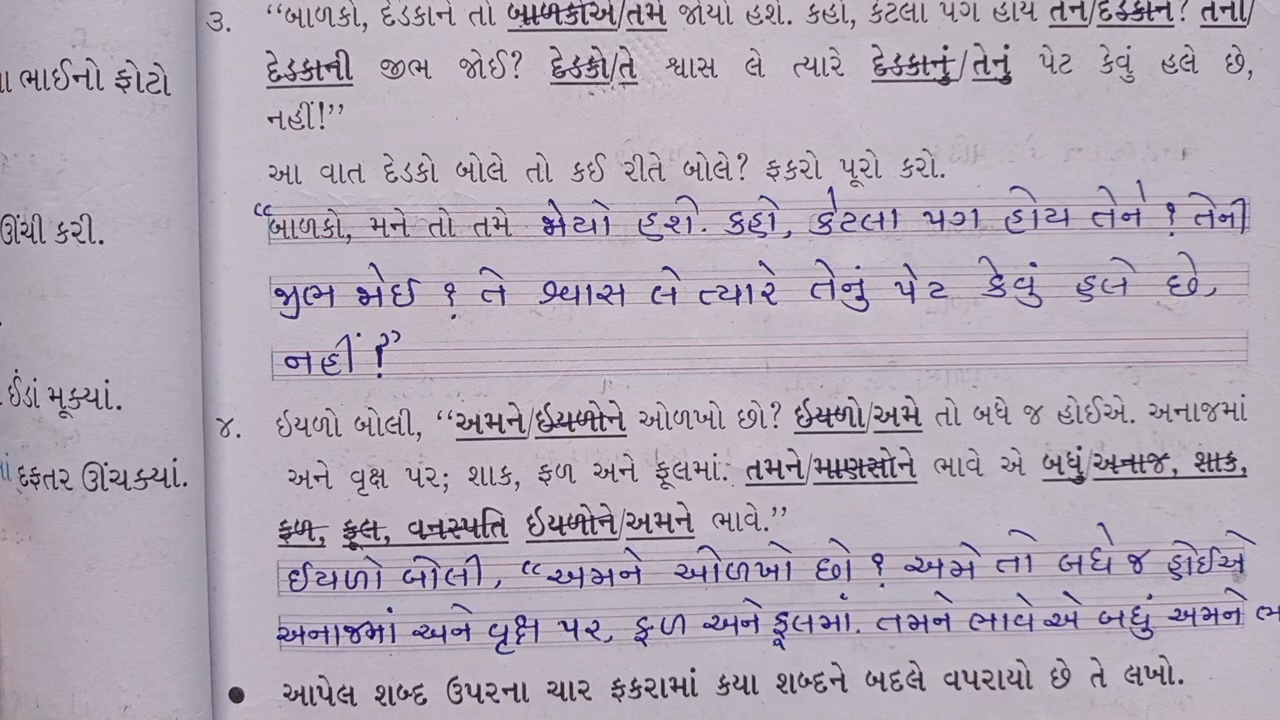 ભાઈનો ફોટો
ઊંચી કરી.
ઈંડાં મૂક્યાં.
દફતર ઊંચક્યાં.
૩. “બાળકો, દેડકાને તો બાળકોએ/તમે જોયો હશે. કહો, કેટલા પગ હોય તેને/દેડકાને? તેની/
દેડકાની જીભ જોઈ? દેડકો/તે શ્વાસ લે ત્યારે દેડકાનું/તેનું પેટ કેવું હલે છે,
નહીં!”
આ વાત દેડકો બોલે તો કઈ રીતે બોલે? ફકરો પૂરો કરો.
“બાળકો, મને તો તમે જોયો હશે. કહો, કેટલા પગ હોય તેને ? તેની
જીભ જોઈ ? તે શ્વાસ લે ત્યારે તેનું પેટ કેવું હલે છે,
નહીં ?”
૪. ઇયળો બોલી, “અમને/ઇયળોને ઓળખો છો? ઇયળો/અમે તો બધે જ હોઈએ. અનાજમાં
અને વૃક્ષ પર; શાક, ફળ અને ફૂલમાં. તમને/માણસોને ભાવે એ બધું/અનાજ, શાક,
ફળ, ફૂલ, વનસ્પતિ ઇયળોને/અમને ભાવે.”
ઈયળો બોલી, “અમને ઓળખો છો ? અમે તો બધે જ હોઈએ
અનાજમાં અને વૃક્ષ પર, ફળ અને ફૂલમાં. તમને ભાવે એ બધું અમને
● આપેલ શબ્દ ઉપરના ચાર ફકરામાં કયા શબ્દને બદલે વપરાયો છે તે લખો.